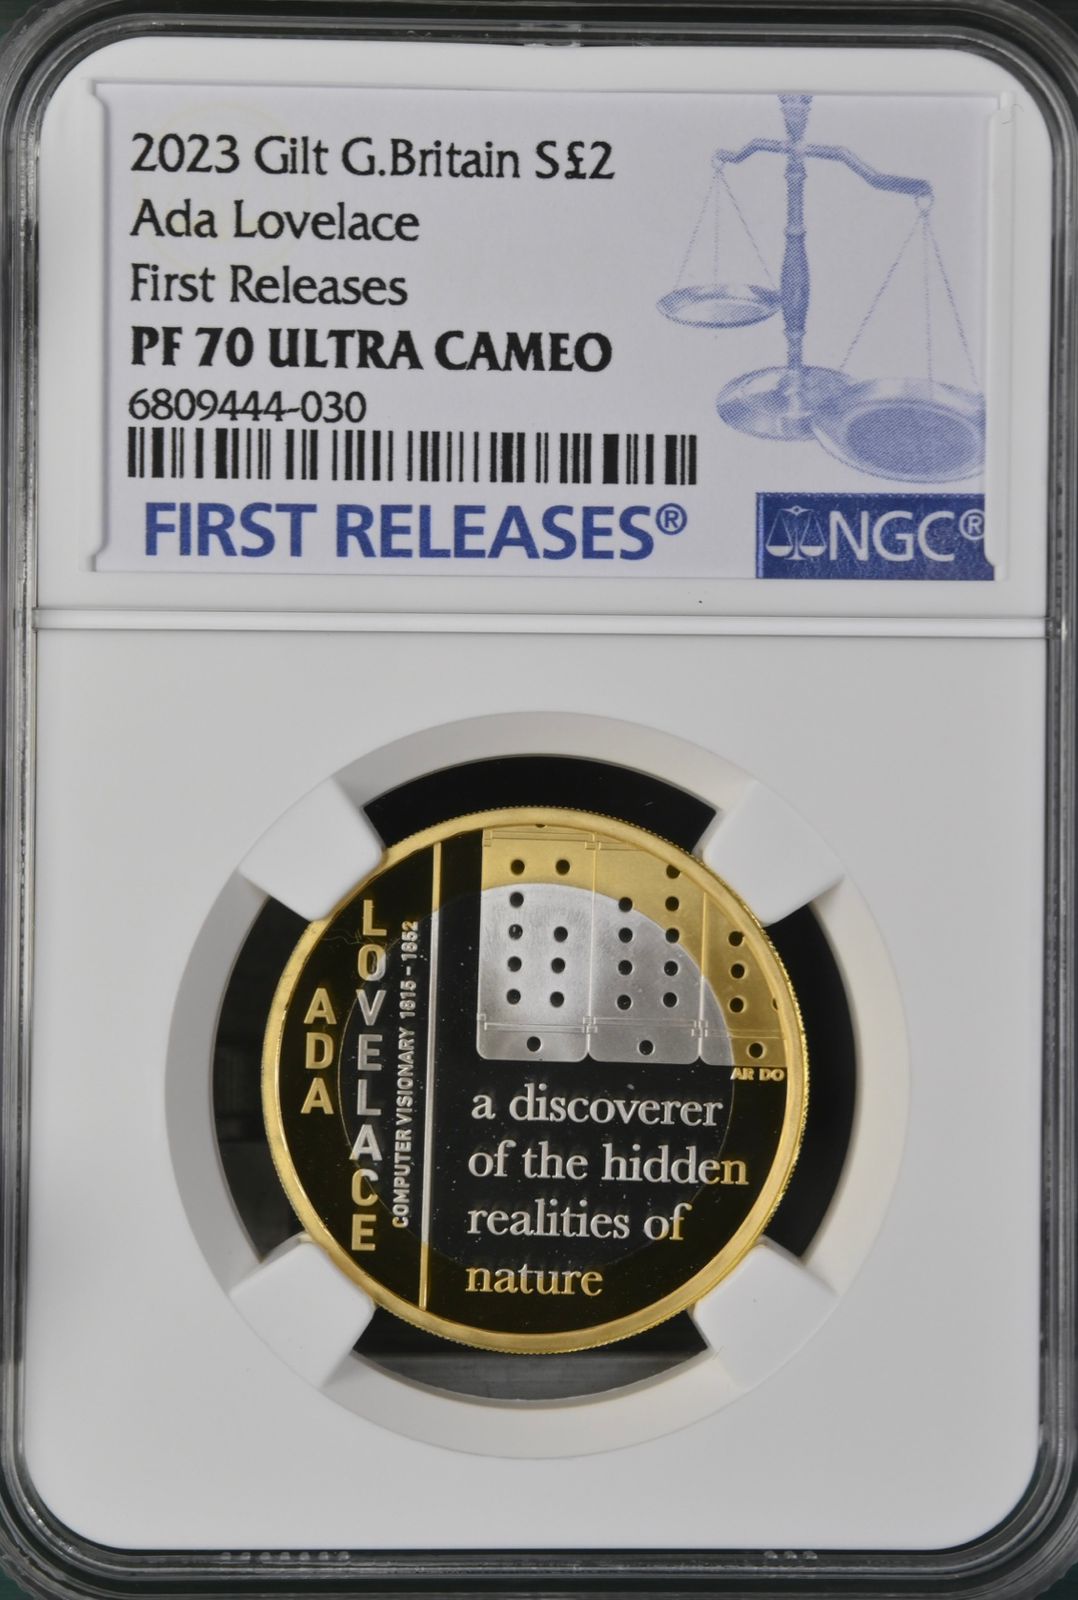 2023 Gilt G.Britain S£2
Ada Lovelace
First Releases
PF 70 ULTRA CAMEO
6809444-030
FIRST RELEASES®
NGC®
ADA
LOVELACE
COMPUTER VISIONARY 1815-1852
AR DO
a discoverer
of the hidden
realities of
nature